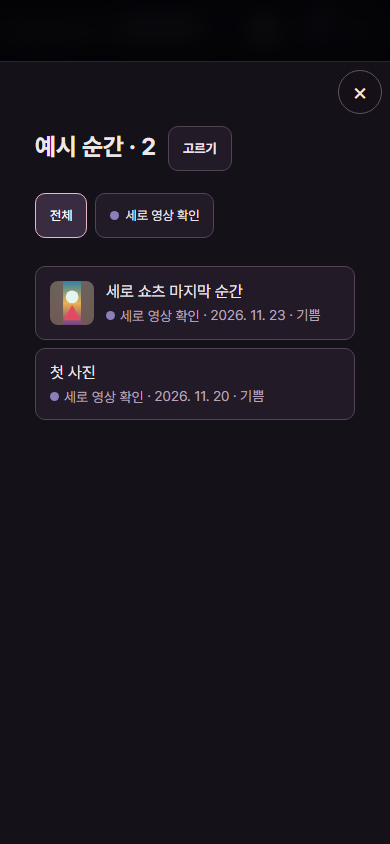 ×
예시 순간 · 2
고르기
전체
세로 영상 확인
세로 쇼츠 마지막 순간
세로 영상 확인 · 2026. 11. 23 · 기쁨
첫 사진
세로 영상 확인 · 2026. 11. 20 · 기쁨